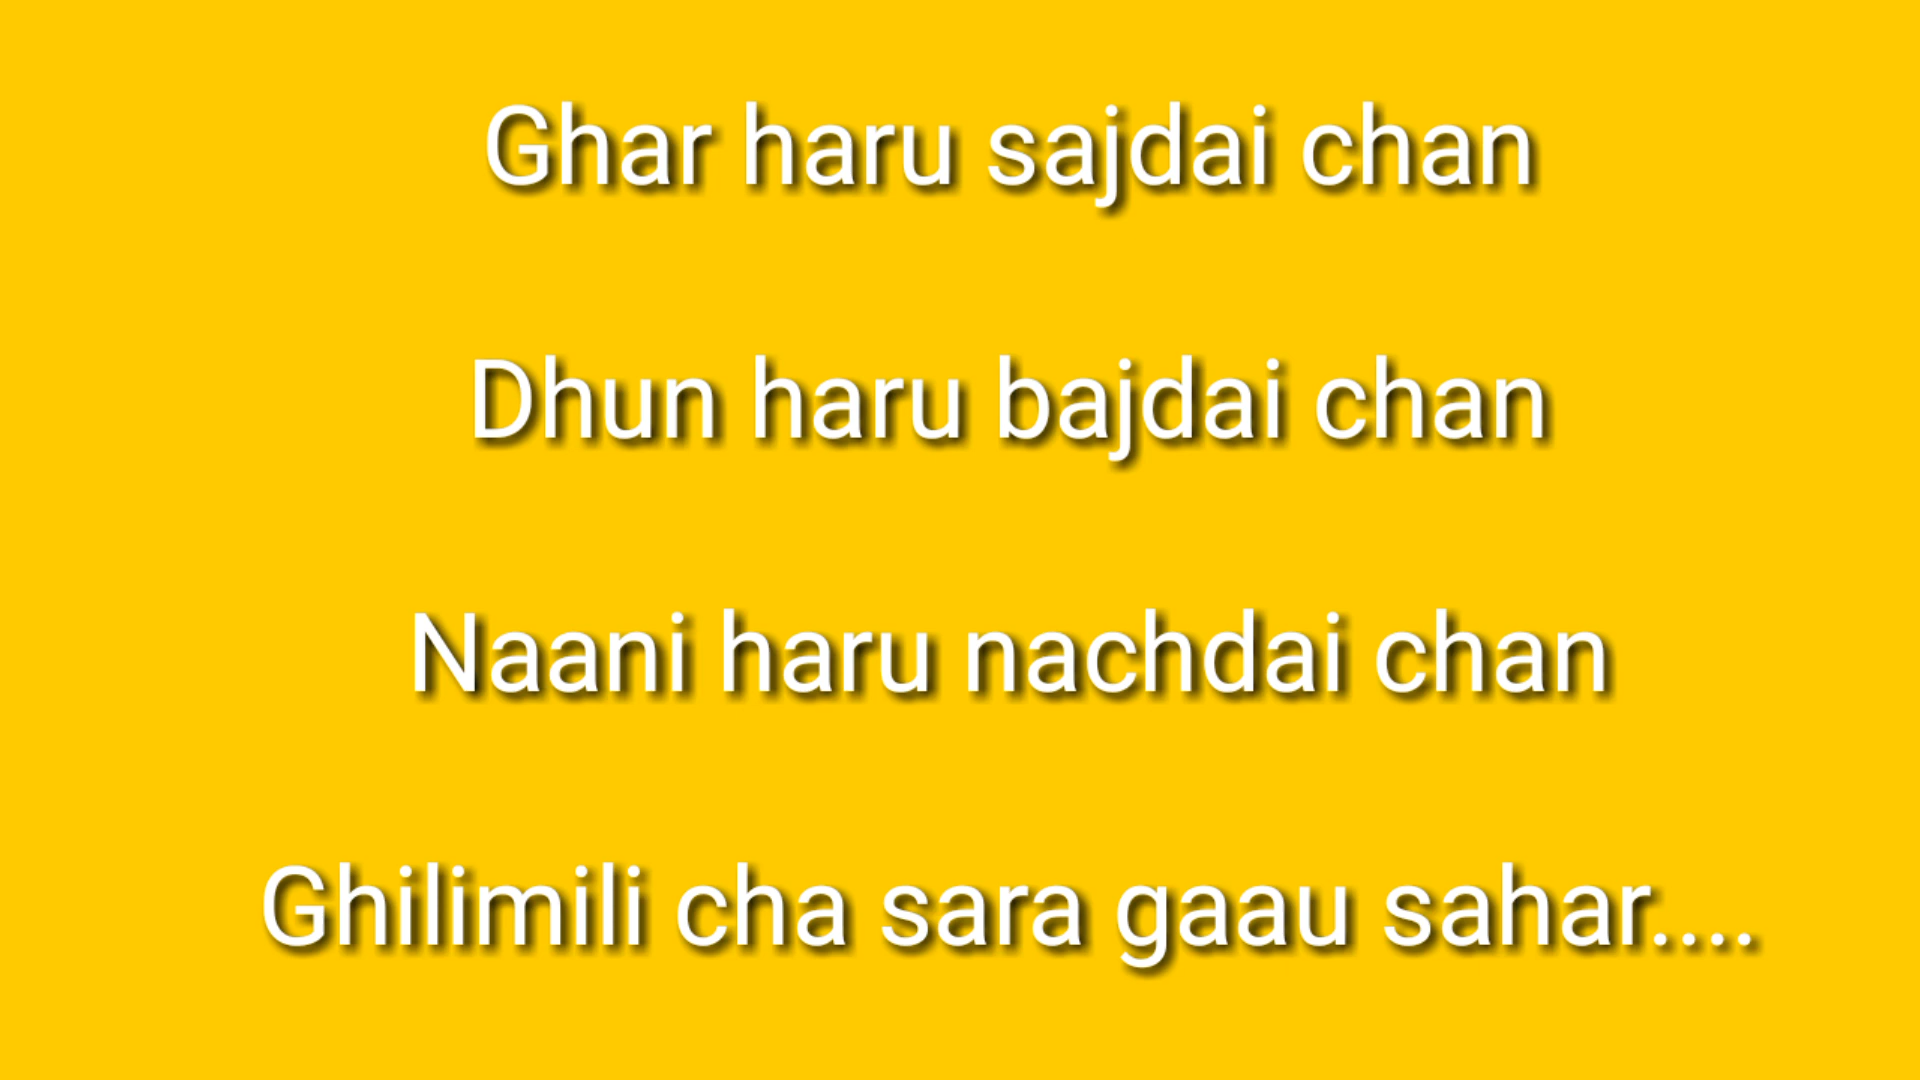 Ghar haru sajdai chan
Dhun haru bajdai chan
Naani haru nachdai chan
Ghilimili cha sara gaau sahar....